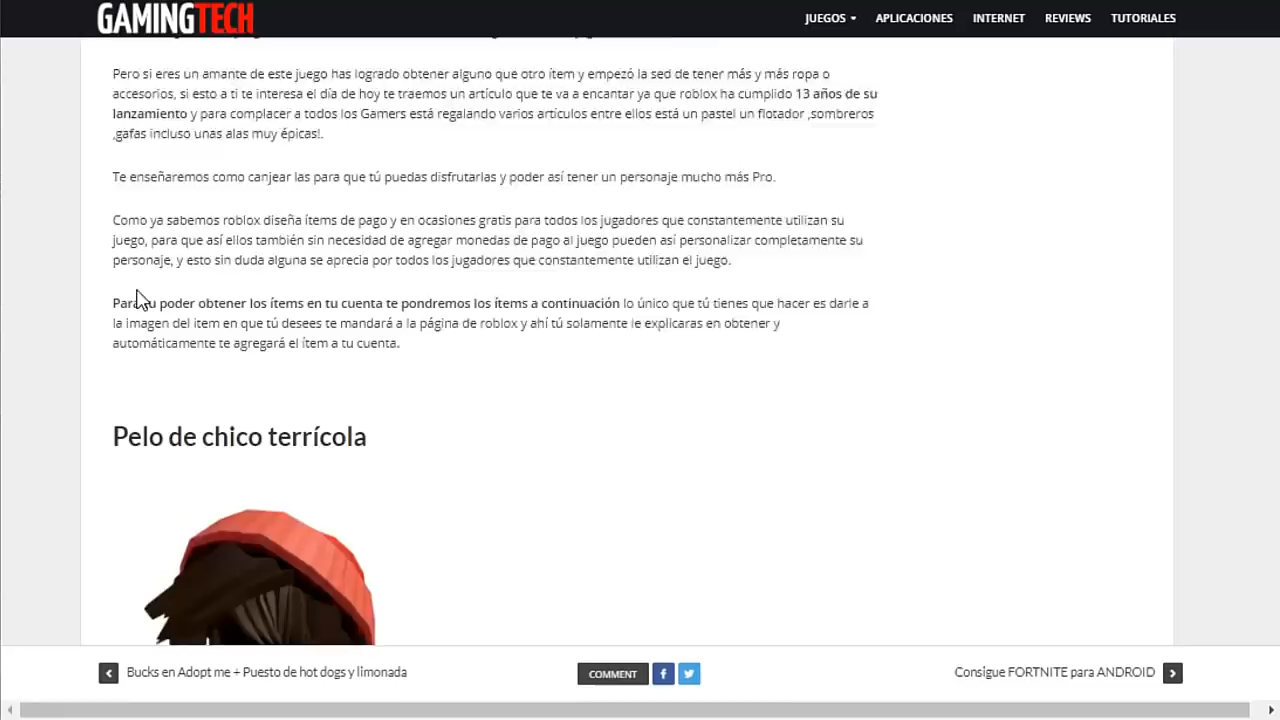 GAMINGTECH
JUEGOS
APLICACIONES
INTERNET
REVIEWS
TUTORIALES
Pero si eres un amante de este juego has logrado obtener alguno que otro ítem y empezó la sed de tener más y más ropa o
accesorios, si esto a ti te interesa el día de hoy te traemos un artículo que te va a encantar ya que roblox ha cumplido 13 años de su
lanzamiento y para complacer a todos los Gamers está regalando varios artículos entre ellos está un pastel un flotador ,sombreros
,gafas incluso unas alas muy épicas!.
Te enseñaremos como canjear las para que tú puedas disfrutarlas y poder así tener un personaje mucho más Pro.
Como ya sabemos roblox diseña ítems de pago y en ocasiones gratis para todos los jugadores que constantemente utilizan su
juego, para que así ellos también sin necesidad de agregar monedas de pago al juego pueden así personalizar completamente su
personaje, y esto sin duda alguna se aprecia por todos los jugadores que constantemente utilizan el juego.
Para tu poder obtener los ítems en tu cuenta te pondremos los ítems a continuación lo único que tú tienes que hacer es darle a
la imagen del item en que tú desees te mandará a la página de roblox y ahí tú solamente le explicaras en obtener y
automáticamente te agregará el ítem a tu cuenta.
Pelo de chico terrícola
Bucks en Adopt me + Puesto de hot dogs y limonada
COMMENT
Consigue FORTNITE para ANDROID